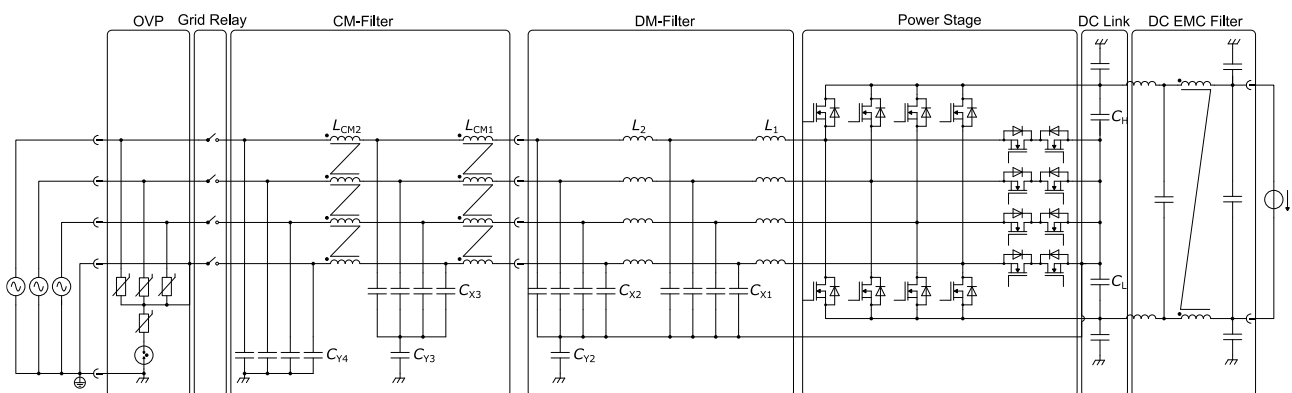 OVP
Grid Relay
CM-Filter
DM-Filter
Power Stage
DC Link
DC EMC Filter
LCM2
LCM1
L2
L1
CH
CX3
CX2
CX1
CL
CY4
CY3
CY2